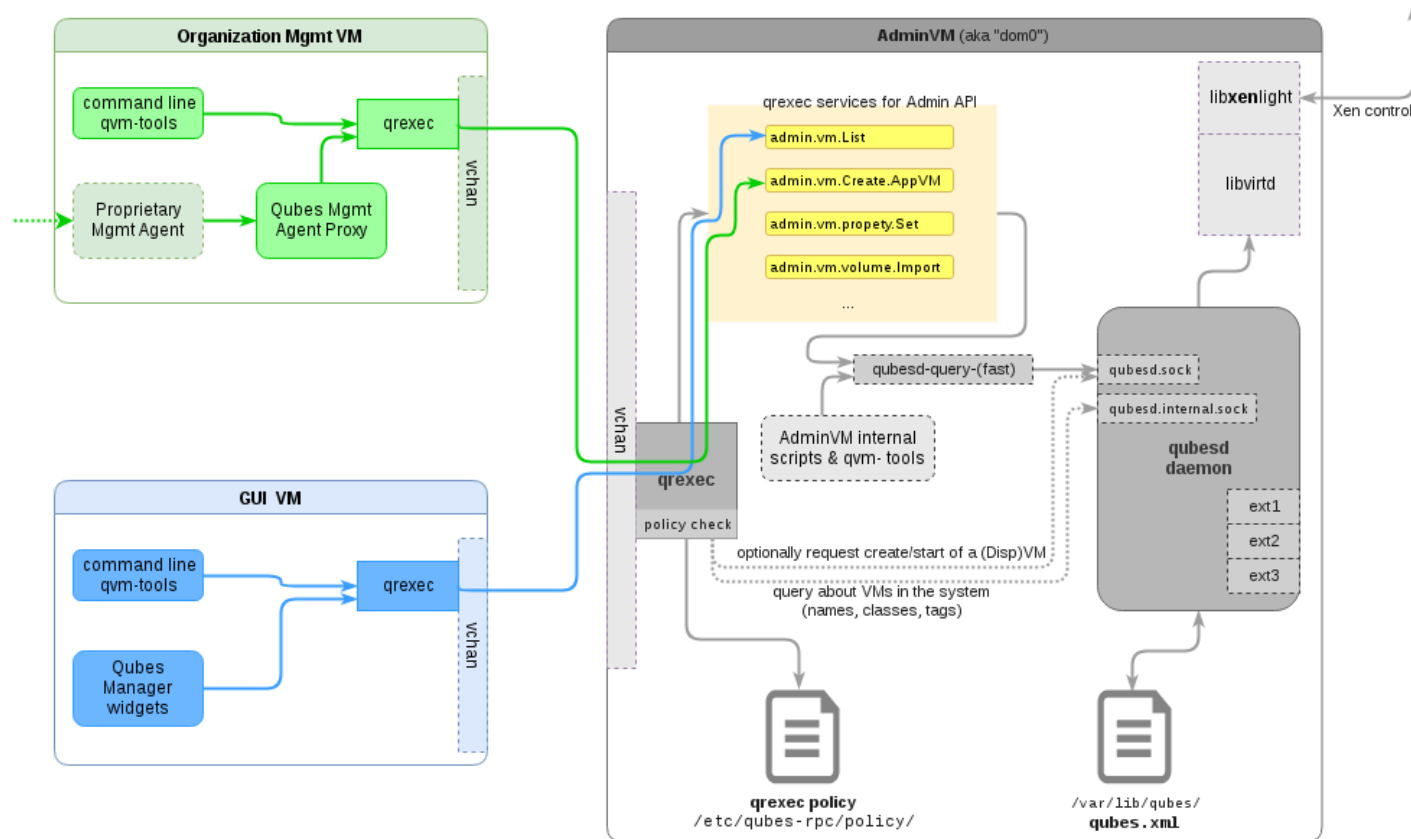 Organization Mgmt VM
command line
qvm-tools
qrexec
vchan
Proprietary
Mgmt Agent
Qubes Mgmt
Agent Proxy
GUI VM
command line
qvm-tools
qrexec
vchan
Qubes
Manager
widgets
AdminVM (aka "dom0")
qrexec services for Admin API
admin.vm.List
admin.vm.Create.AppVM
admin.vm.propety.Set
admin.vm.volume.Import
...
libxenlight
Xen control
libvirtd
vchan
qubesd-query-(fast)
qubesd.sock
qubesd.internal.sock
AdminVM internal
scripts & qvm- tools
qubesd
daemon
qrexec
policy check
ext1
ext2
ext3
optionally request create/start of a (Disp)VM
query about VMs in the system
(names, classes, tags)
qrexec policy
/etc/qubes-rpc/policy/
/var/lib/qubes/
qubes.xml